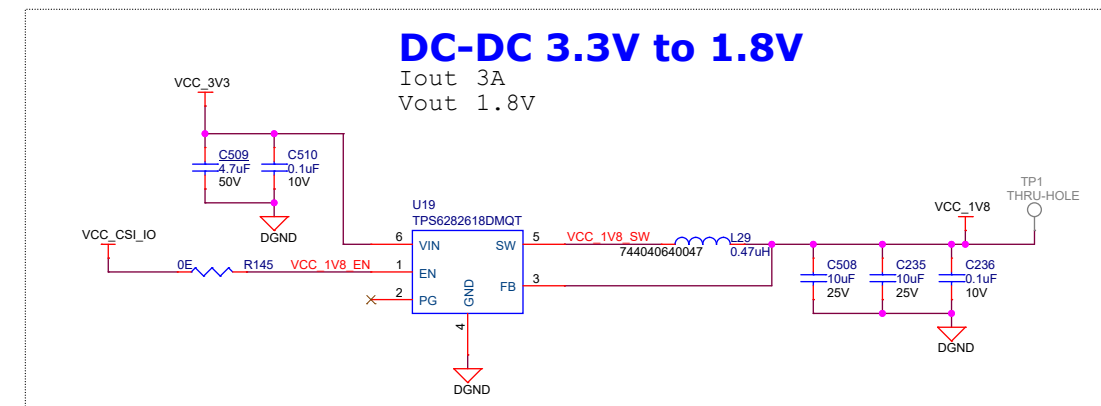 DC-DC 3.3V to 1.8V
Iout 3A
Vout 1.8V
VCC_3V3
C509
4.7uF
50V
C510
0.1uF
10V
DGND
VCC_CSI_IO
0E
R145
VCC_1V8_EN
U19
TPS6282618DMQT
6
VIN
1
EN
2
PG
GND
4
SW
5
FB
3
DGND
VCC_1V8_SW
744040640047
L29
0.47uH
VCC_1V8
TP1
THRU-HOLE
C508
10uF
25V
C235
10uF
25V
C236
0.1uF
10V
DGND